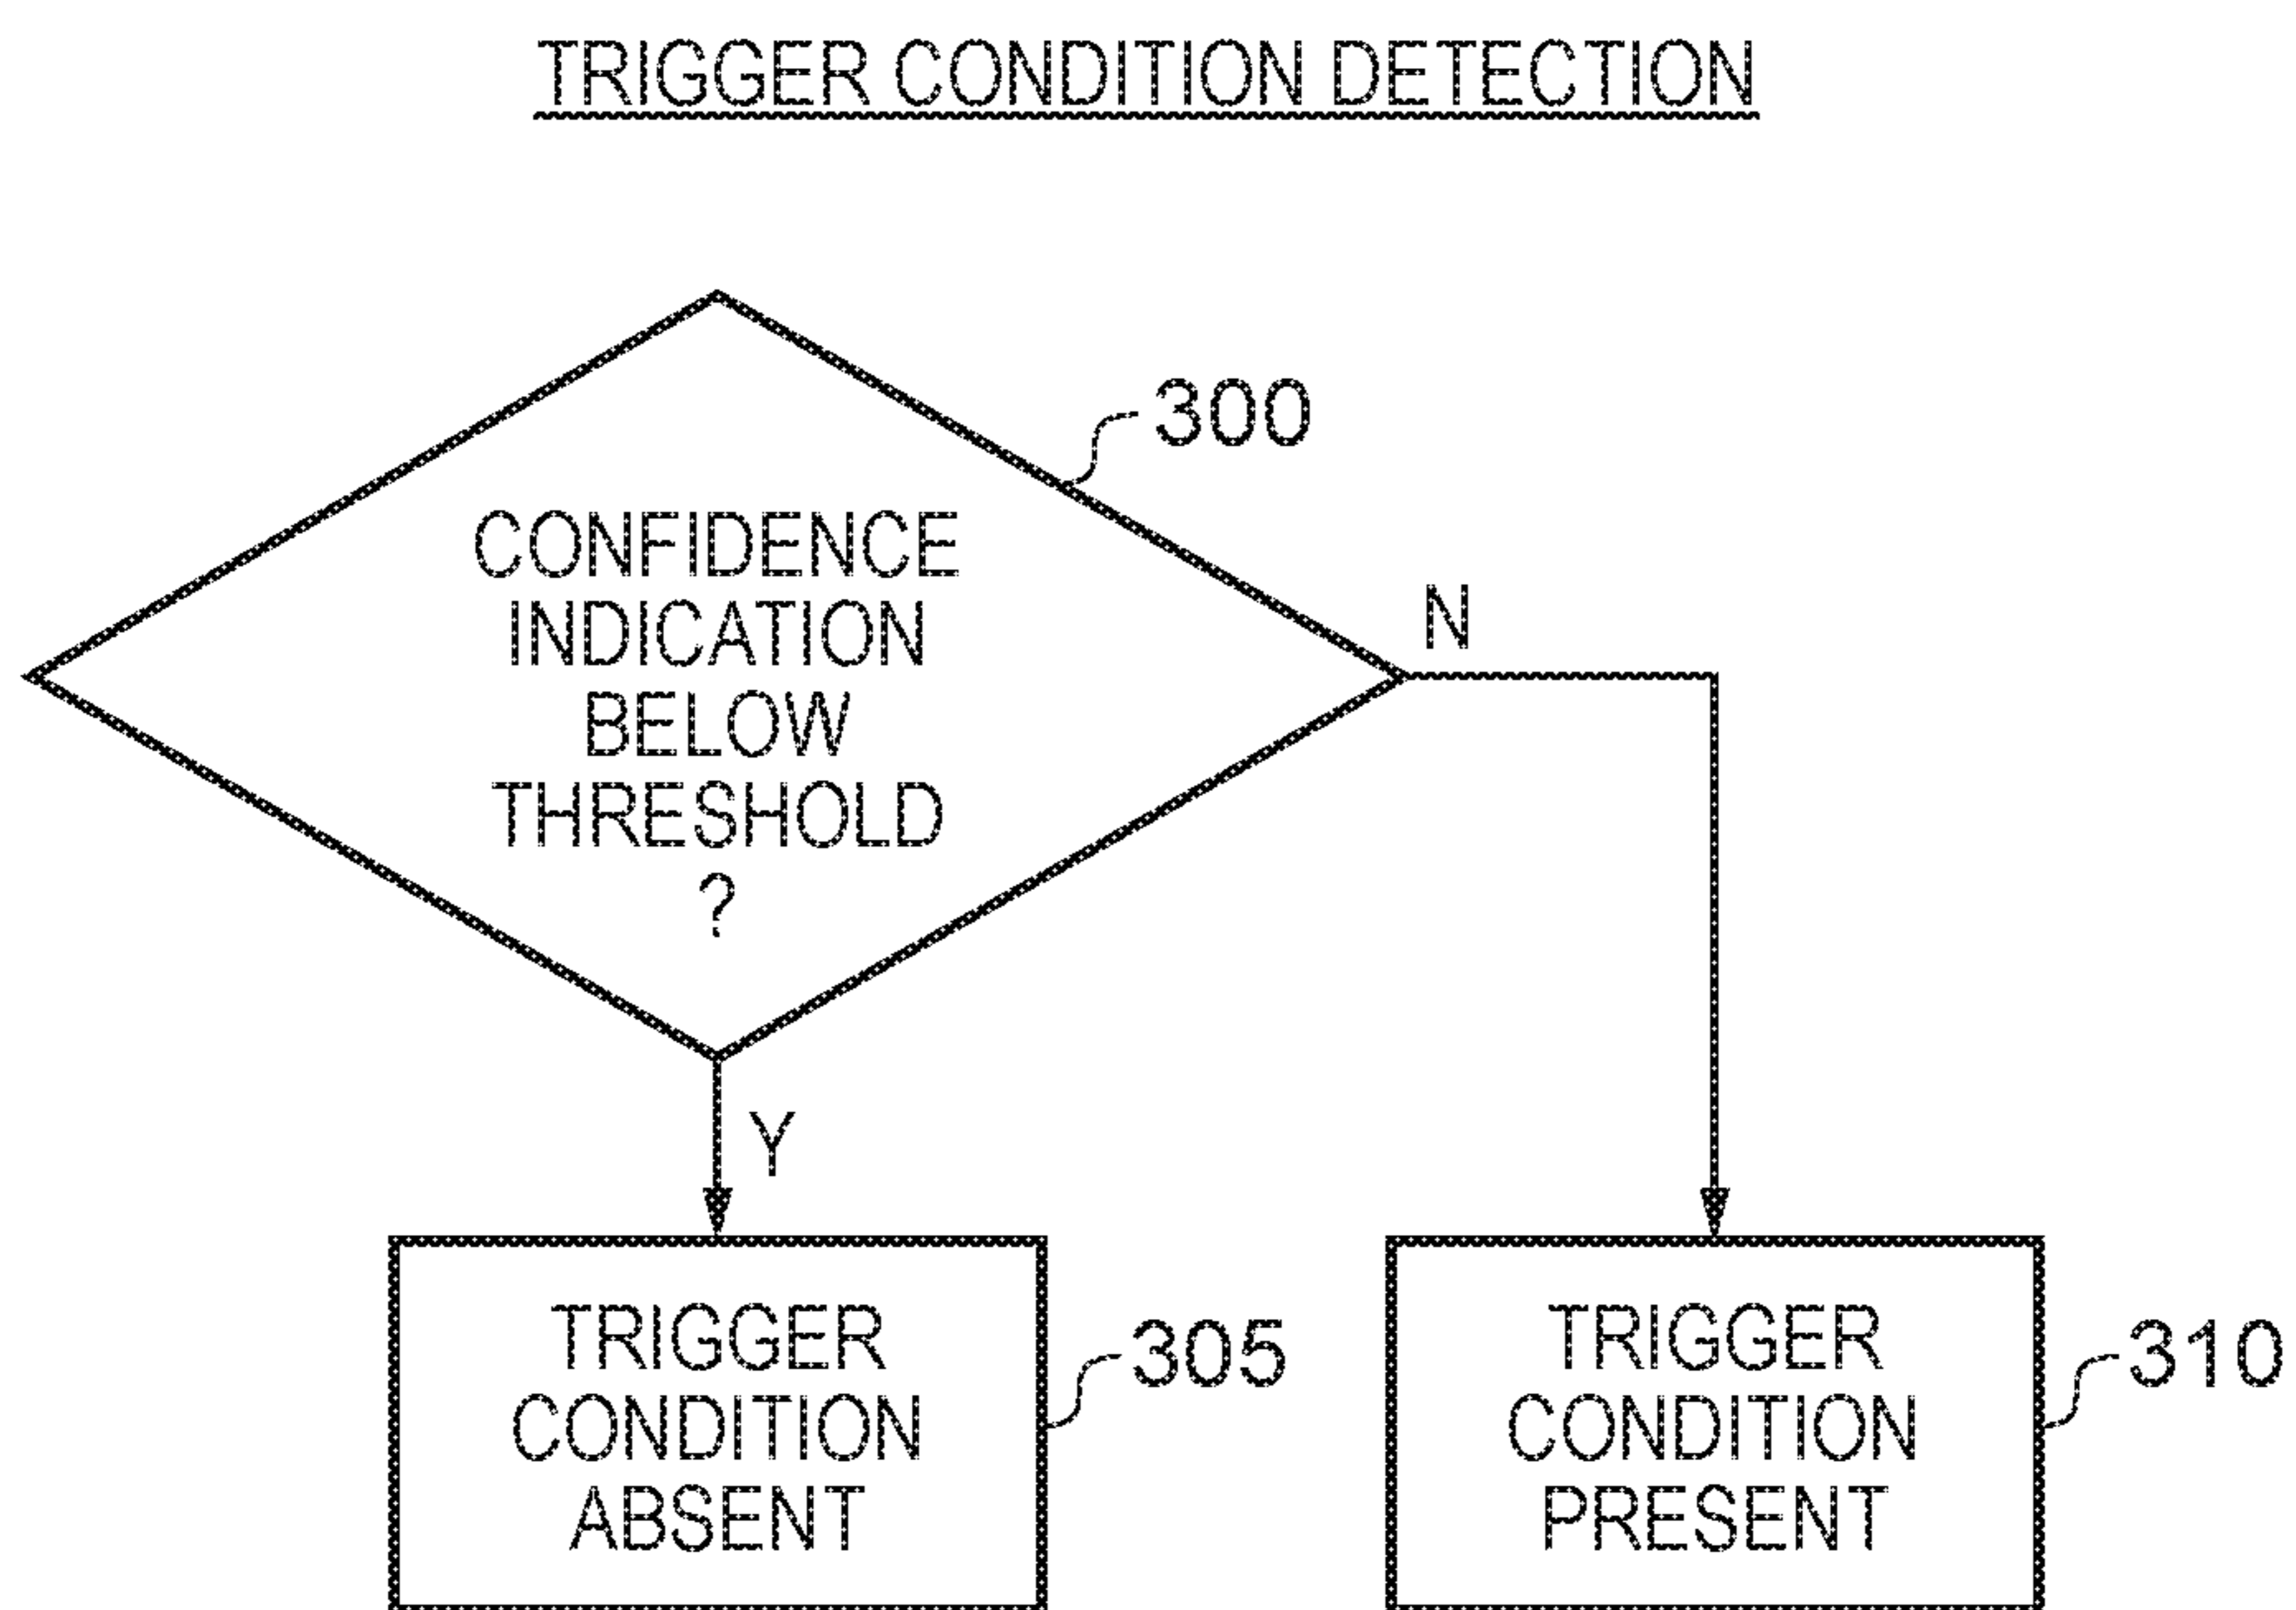 TRIGGER CONDITION DETECTION
300
CONFIDENCE
INDICATION
BELOW
THRESHOLD
?
N
Y
TRIGGER
CONDITION
ABSENT
305
TRIGGER
CONDITION
PRESENT
310